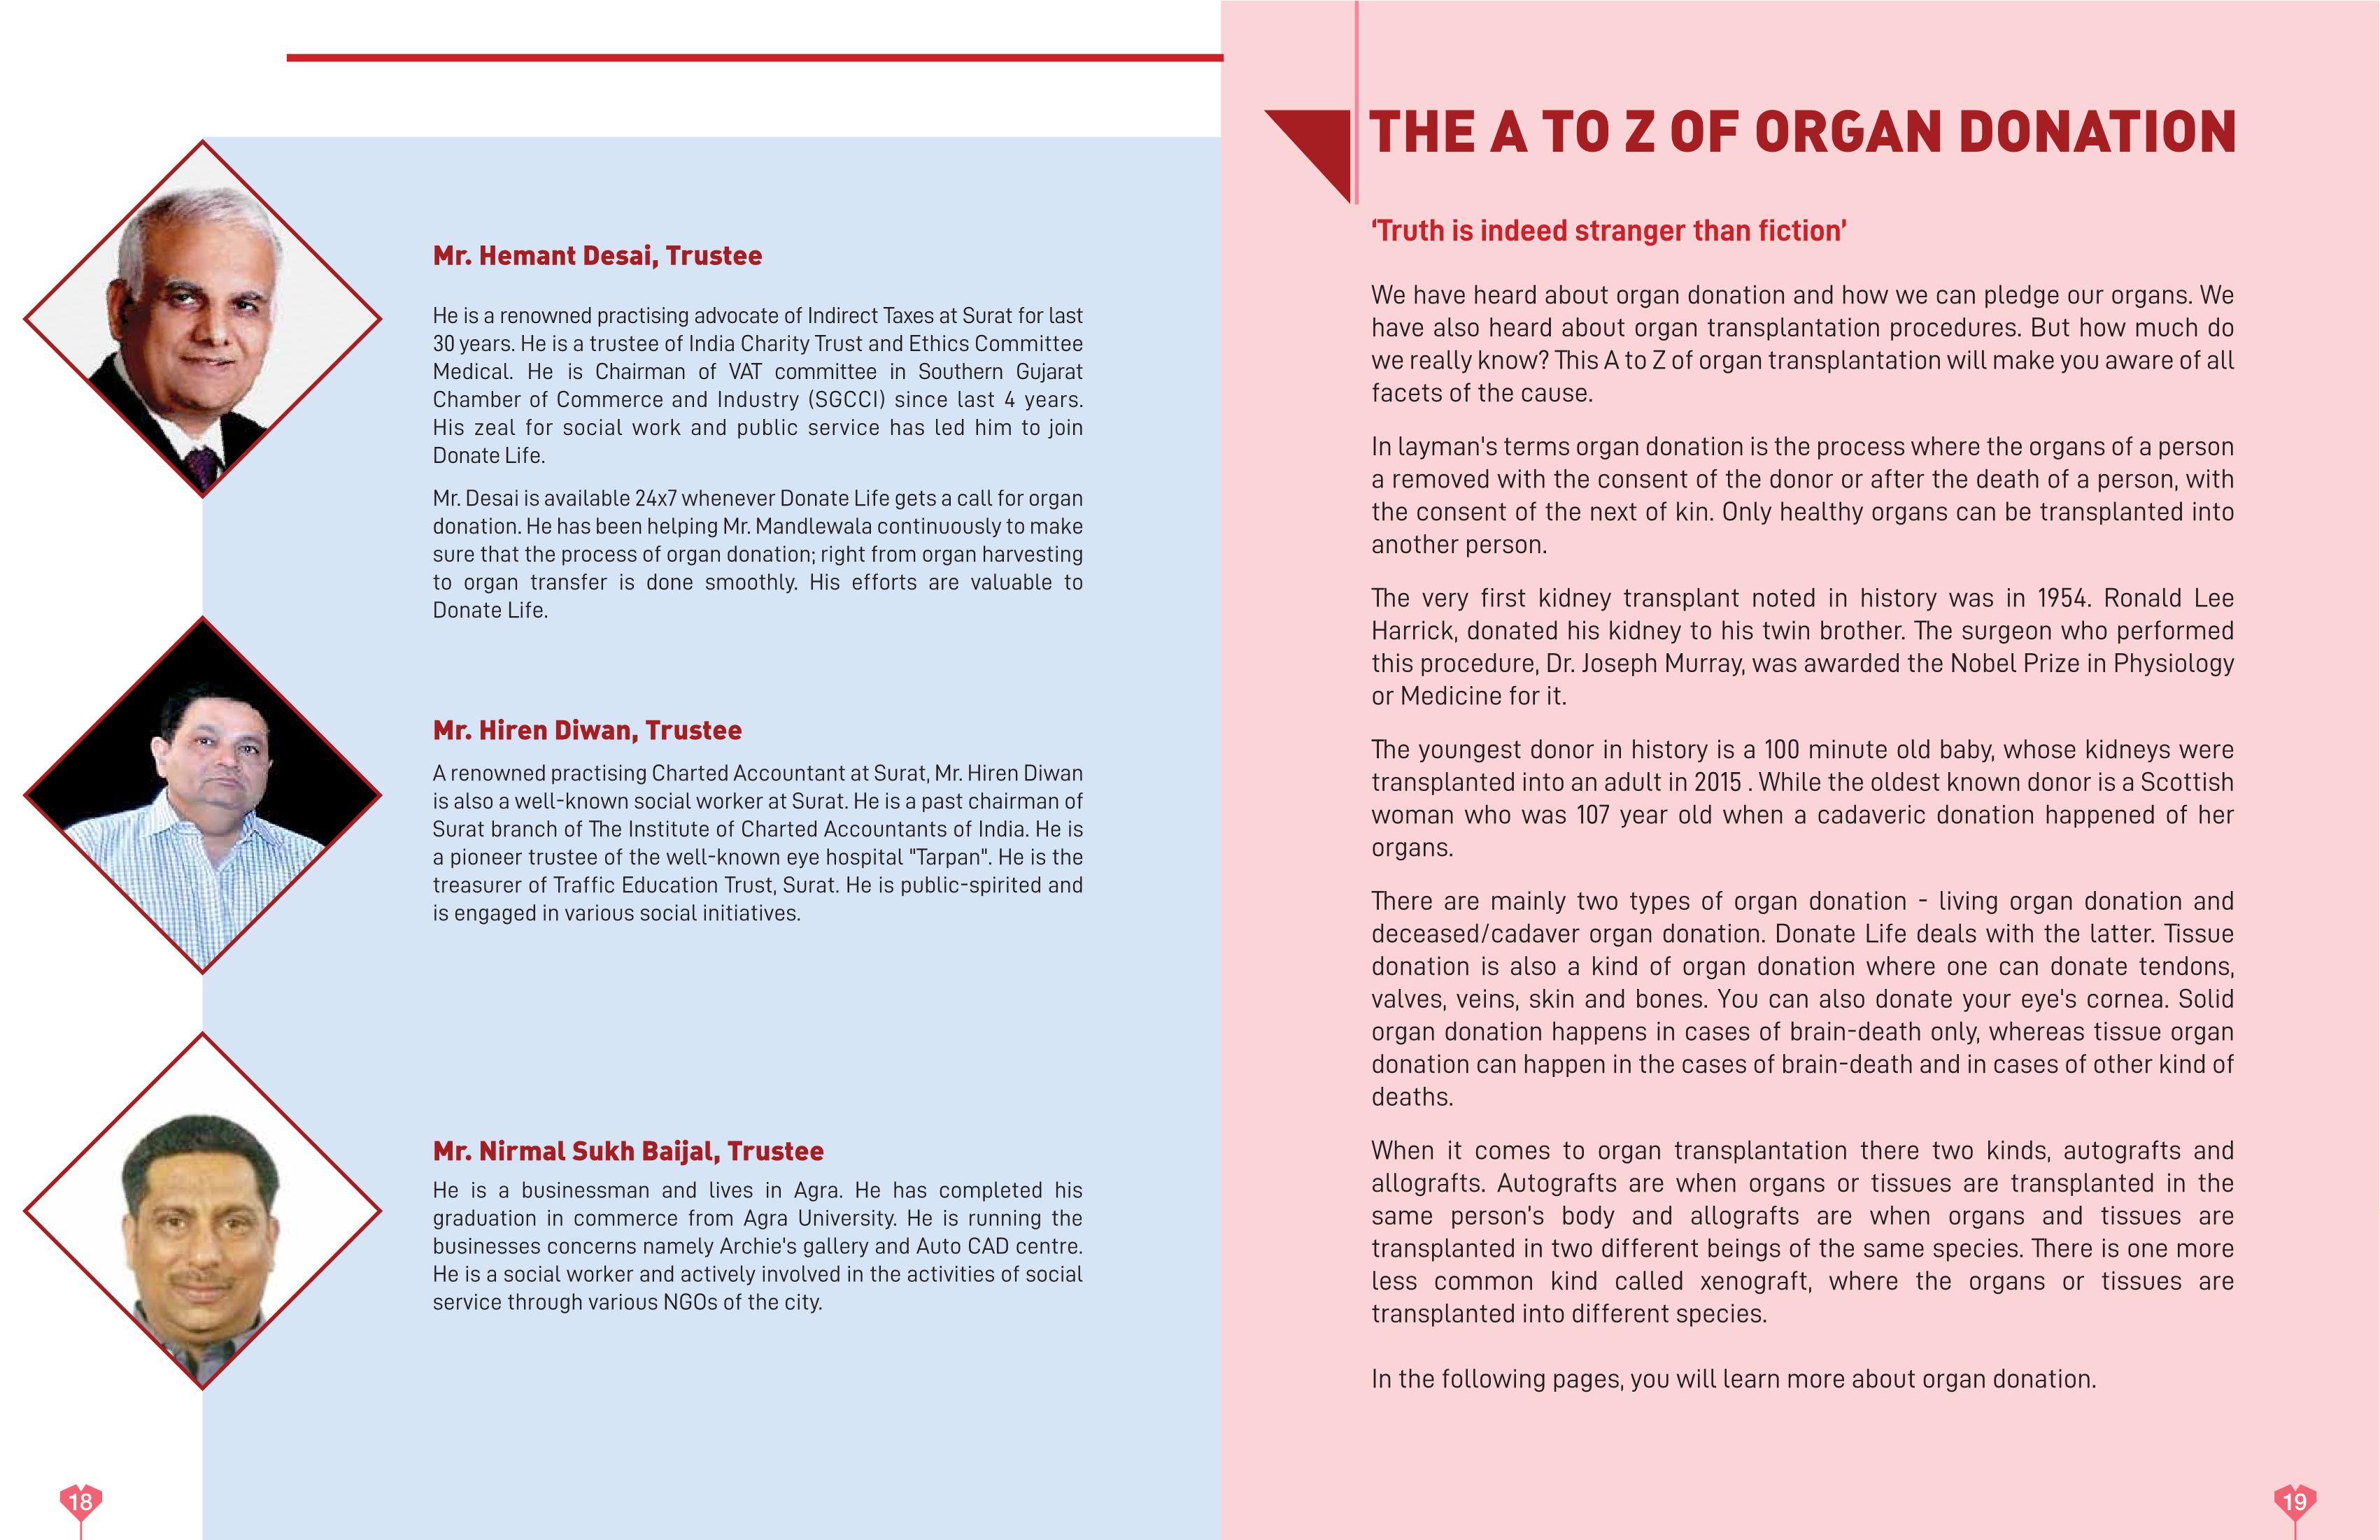 Mr. Hemant Desai, Trustee
He is a renowned practising advocate of Indirect Taxes at Surat for last
30 years. He is a trustee of India Charity Trust and Ethics Committee
Medical. He is Chairman of VAT committee in Southern Gujarat
Chamber of Commerce and Industry (SGCCI) since last 4 years.
His zeal for social work and public service has led him to join
Donate Life.
Mr. Desai is available 24x7 whenever Donate Life gets a call for organ
donation. He has been helping Mr. Mandlewala continuously to make
sure that the process of organ donation; right from organ harvesting
to organ transfer is done smoothly. His efforts are valuable to
Donate Life.
Mr. Hiren Diwan, Trustee
A renowned practising Charted Accountant at Surat, Mr. Hiren Diwan
is also a well-known social worker at Surat. He is a past chairman of
Surat branch of The Institute of Charted Accountants of India. He is
a pioneer trustee of the well-known eye hospital "Tarpan". He is the
treasurer of Traffic Education Trust, Surat. He is public-spirited and
is engaged in various social initiatives.
Mr. Nirmal Sukh Baijal, Trustee
He is a businessman and lives in Agra. He has completed his
graduation in commerce from Agra University. He is running the
businesses concerns namely Archie's gallery and Auto CAD centre.
He is a social worker and actively involved in the activities of social
service through various NGOs of the city.
18
THE A TO Z OF ORGAN DONATION
‘Truth is indeed stranger than fiction’
We have heard about organ donation and how we can pledge our organs. We
have also heard about organ transplantation procedures. But how much do
we really know? This A to Z of organ transplantation will make you aware of all
facets of the cause.
In layman's terms organ donation is the process where the organs of a person
a removed with the consent of the donor or after the death of a person, with
the consent of the next of kin. Only healthy organs can be transplanted into
another person.
The very first kidney transplant noted in history was in 1954. Ronald Lee
Harrick, donated his kidney to his twin brother. The surgeon who performed
this procedure, Dr. Joseph Murray, was awarded the Nobel Prize in Physiology
or Medicine for it.
The youngest donor in history is a 100 minute old baby, whose kidneys were
transplanted into an adult in 2015 . While the oldest known donor is a Scottish
woman who was 107 year old when a cadaveric donation happened of her
organs.
There are mainly two types of organ donation - living organ donation and
deceased/cadaver organ donation. Donate Life deals with the latter. Tissue
donation is also a kind of organ donation where one can donate tendons,
valves, veins, skin and bones. You can also donate your eye's cornea. Solid
organ donation happens in cases of brain-death only, whereas tissue organ
donation can happen in the cases of brain-death and in cases of other kind of
deaths.
When it comes to organ transplantation there two kinds, autografts and
allografts. Autografts are when organs or tissues are transplanted in the
same person's body and allografts are when organs and tissues are
transplanted in two different beings of the same species. There is one more
less common kind called xenograft, where the organs or tissues are
transplanted into different species.
In the following pages, you will learn more about organ donation.
19